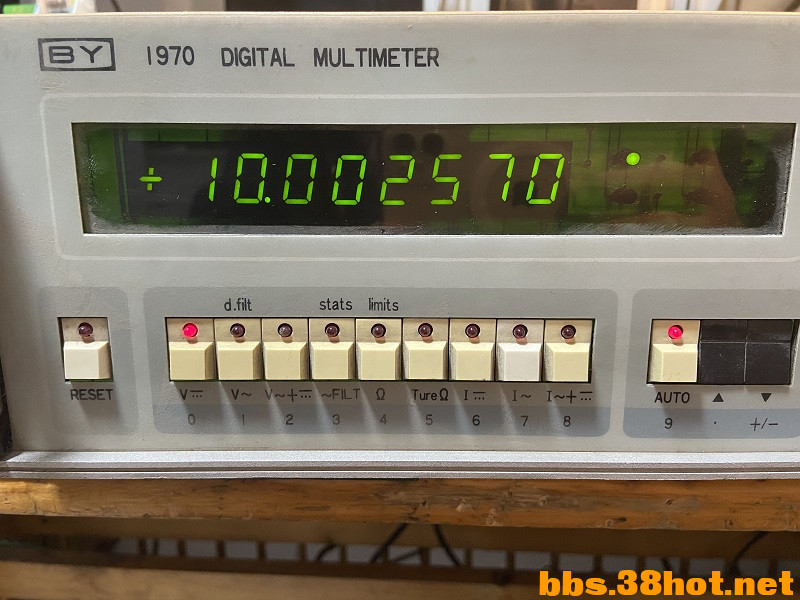 BY 1970 DIGITAL MULTIMETER
+ 10.002570
d.filt stats limits
RESET V⎓ V~ V~+⎓ ~FILT Ω TureΩ I⎓ I~ I~+⎓ AUTO ▲ ▼
0 1 2 3 4 5 6 7 8 9 . +/-
bbs.38hot.net